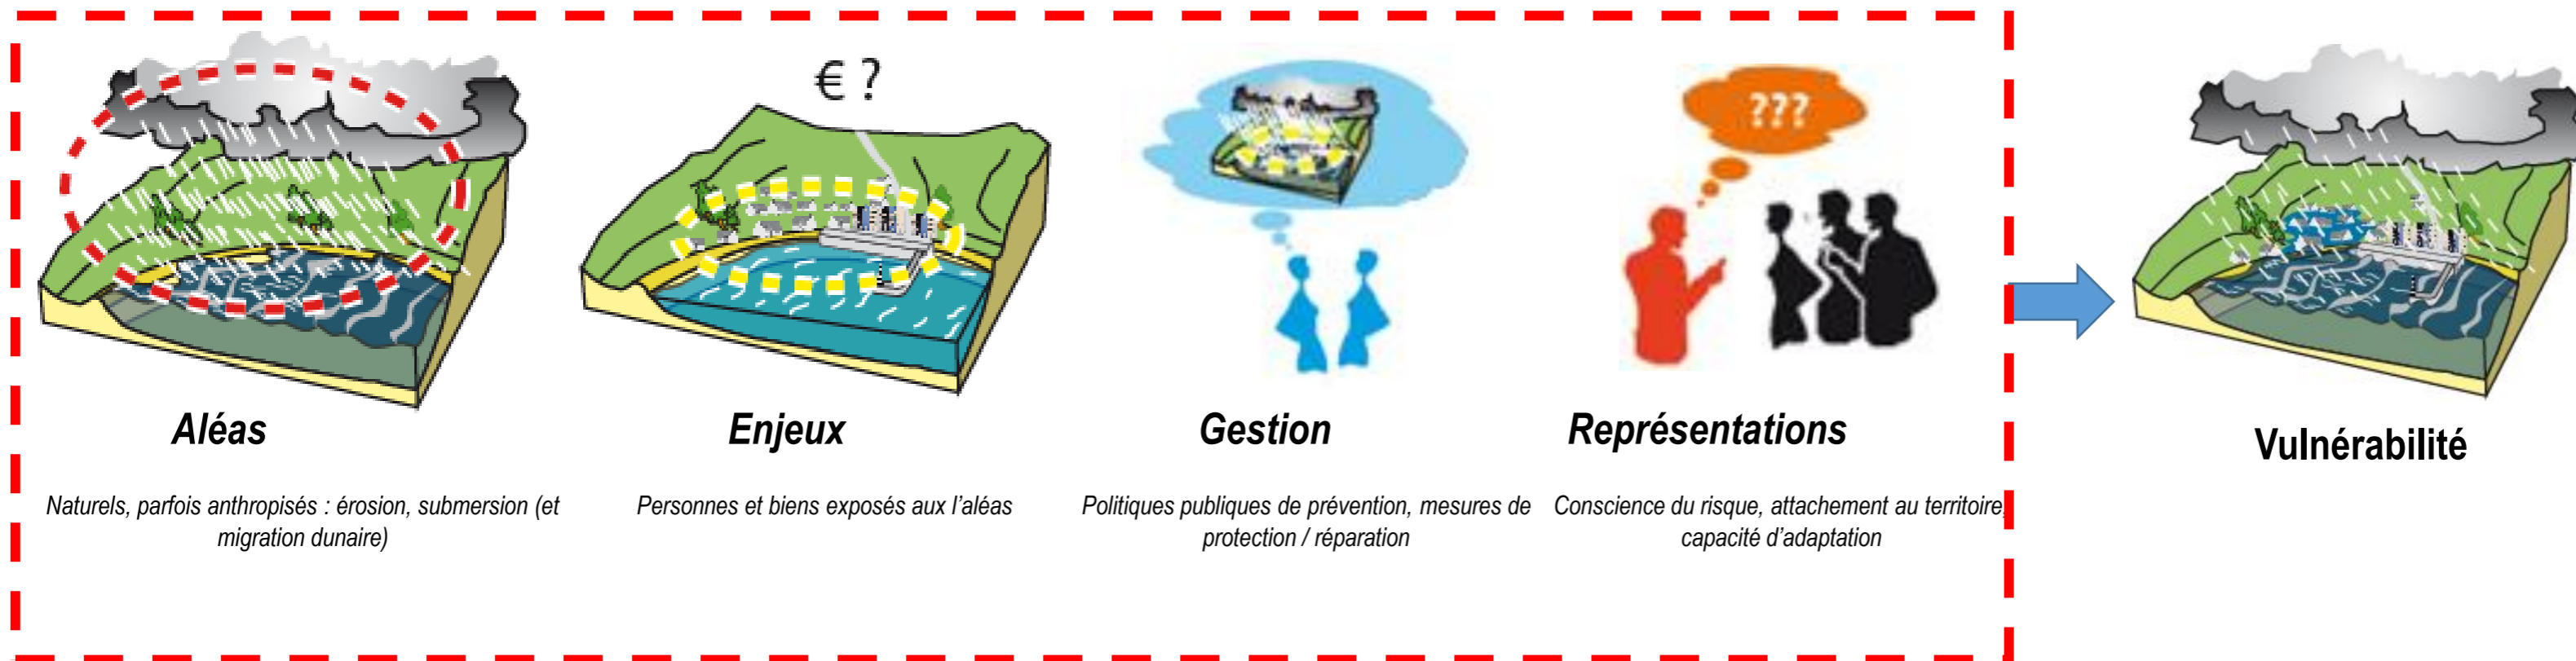 € ?
???
Aléas
Enjeux
Gestion
Représentations
Vulnérabilité
Naturels, parfois anthropisés : érosion, submersion (et
migration dunaire)
Personnes et biens exposés aux l'aléas
Politiques publiques de prévention, mesures de
protection / réparation
Conscience du risque, attachement au territoire,
capacité d'adaptation